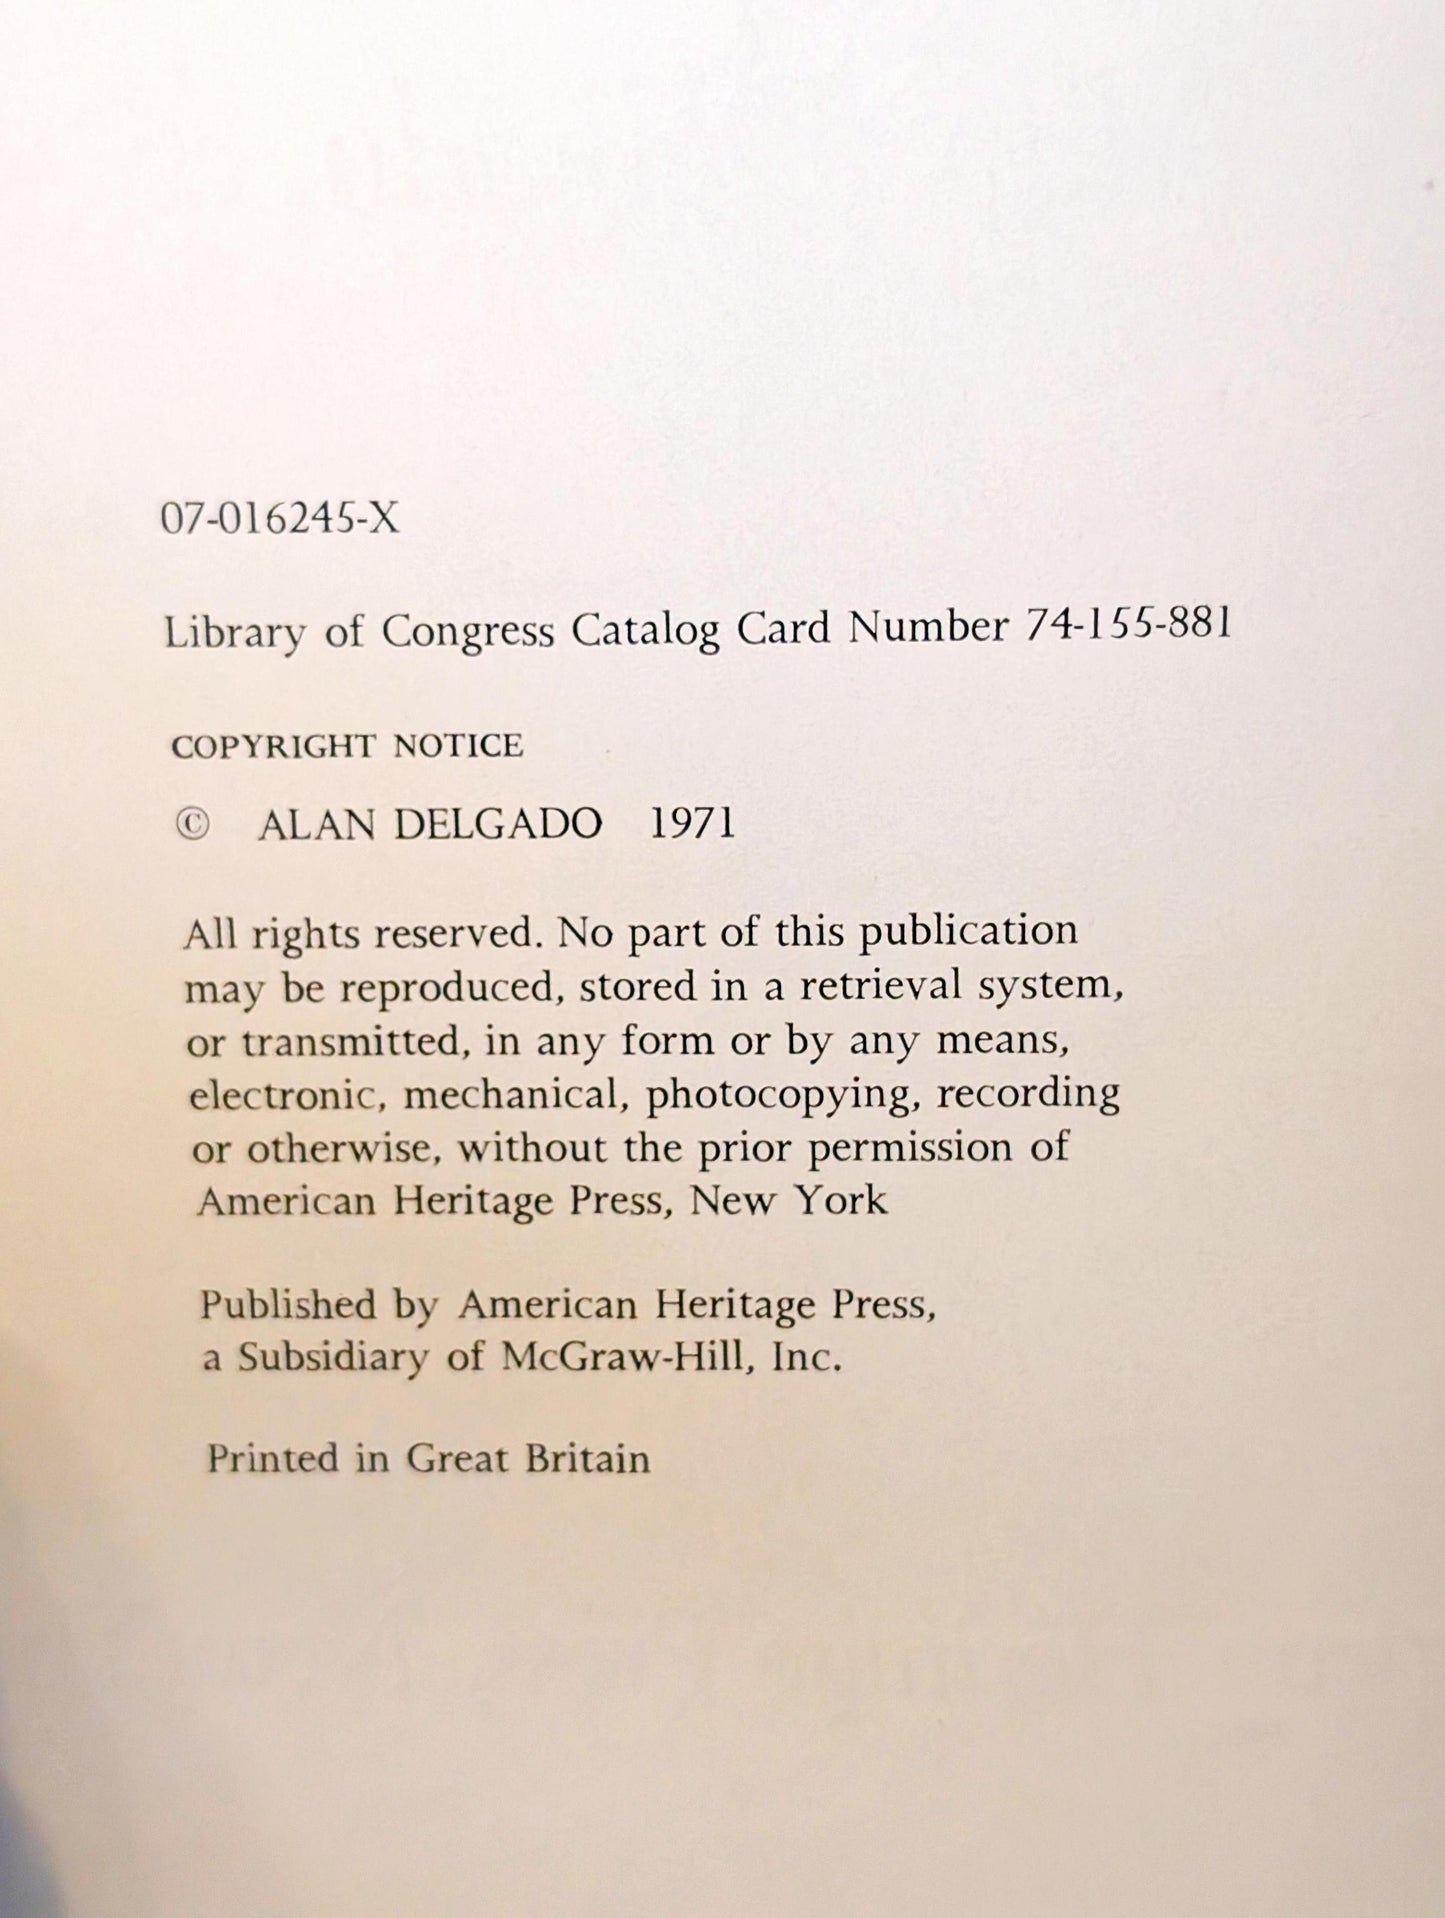 07-016245-X
Library of Congress Catalog Card Number 74-155-881
COPYRIGHT NOTICE
© ALAN DELGADO 1971
All rights reserved. No part of this publication
may be reproduced, stored in a retrieval system,
or transmitted, in any form or by any means,
electronic, mechanical, photocopying, recording
or otherwise, without the prior permission of
American Heritage Press, New York
Published by American Heritage Press,
a Subsidiary of McGraw-Hill, Inc.
Printed in Great Britain